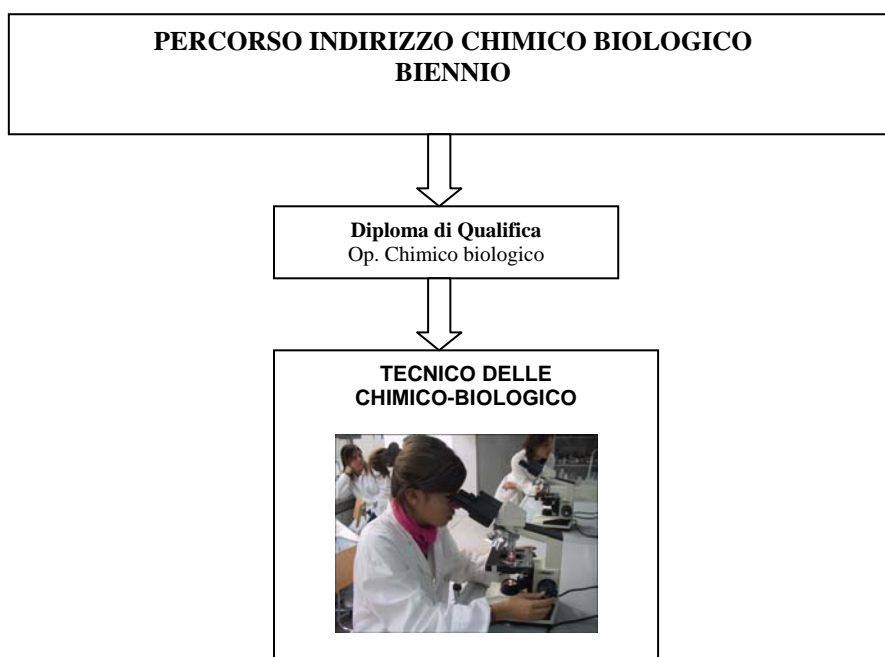 PERCORSO INDIRIZZO CHIMICO BIOLOGICO
BIENNIO
Diploma di Qualifica
Op. Chimico biologico
TECNICO DELLE
CHIMICO-BIOLOGICO